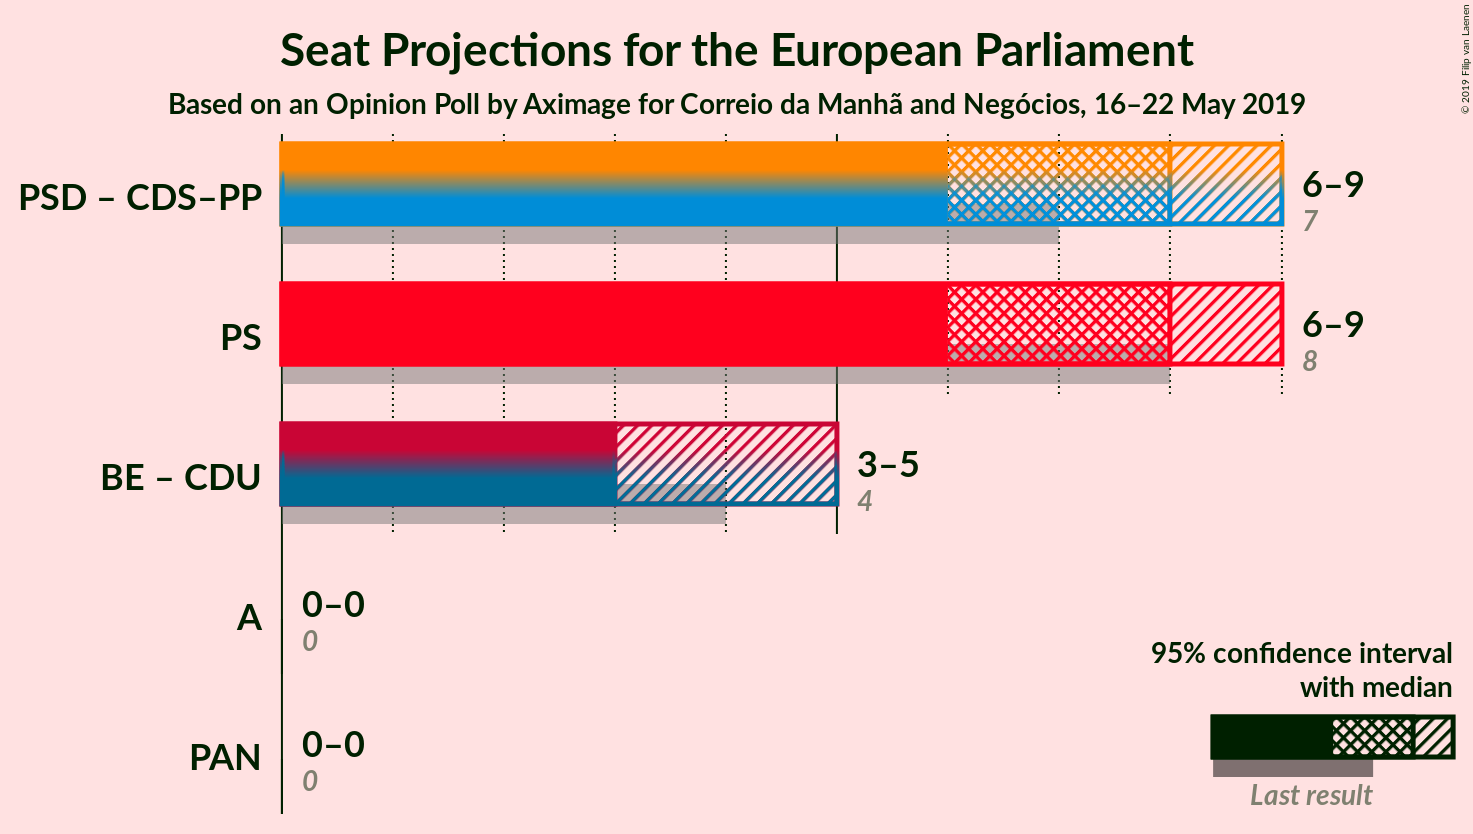 Seat Projections for the European Parliament
Based on an Opinion Poll by Aximage for Correio da Manhã and Negócios, 16–22 May 2019
© 2019 Filip van Laenen
PSD – CDS–PP
6–9
7
PS
6–9
8
BE – CDU
3–5
4
A
0–0
0
PAN
0–0
0
95% confidence interval
with median
Last result